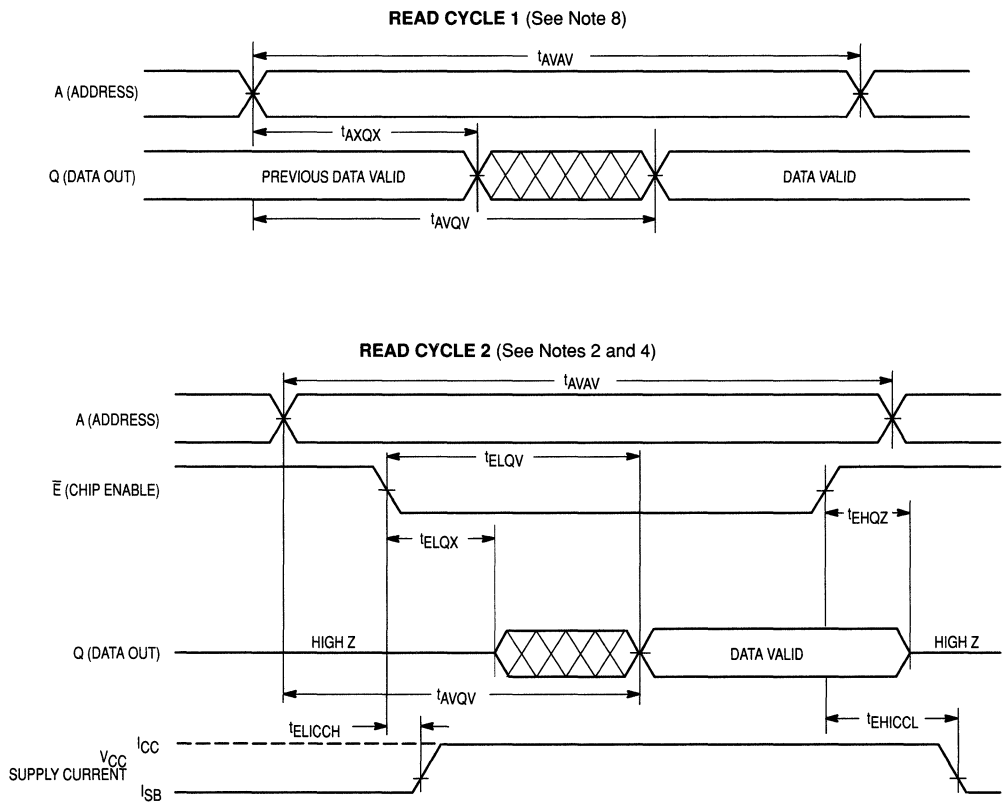 READ CYCLE 1 (See Note 8)
tAVAV
A (ADDRESS)
tAXQX
Q (DATA OUT)
PREVIOUS DATA VALID
DATA VALID
tAVQV
READ CYCLE 2 (See Notes 2 and 4)
tAVAV
A (ADDRESS)
tELQV
E̅ (CHIP ENABLE)
tEHQZ
tELQX
HIGH Z
Q (DATA OUT)
DATA VALID
HIGH Z
tAVQV
tELICCH
tEHICCL
ICC
VCC
SUPPLY CURRENT
ISB